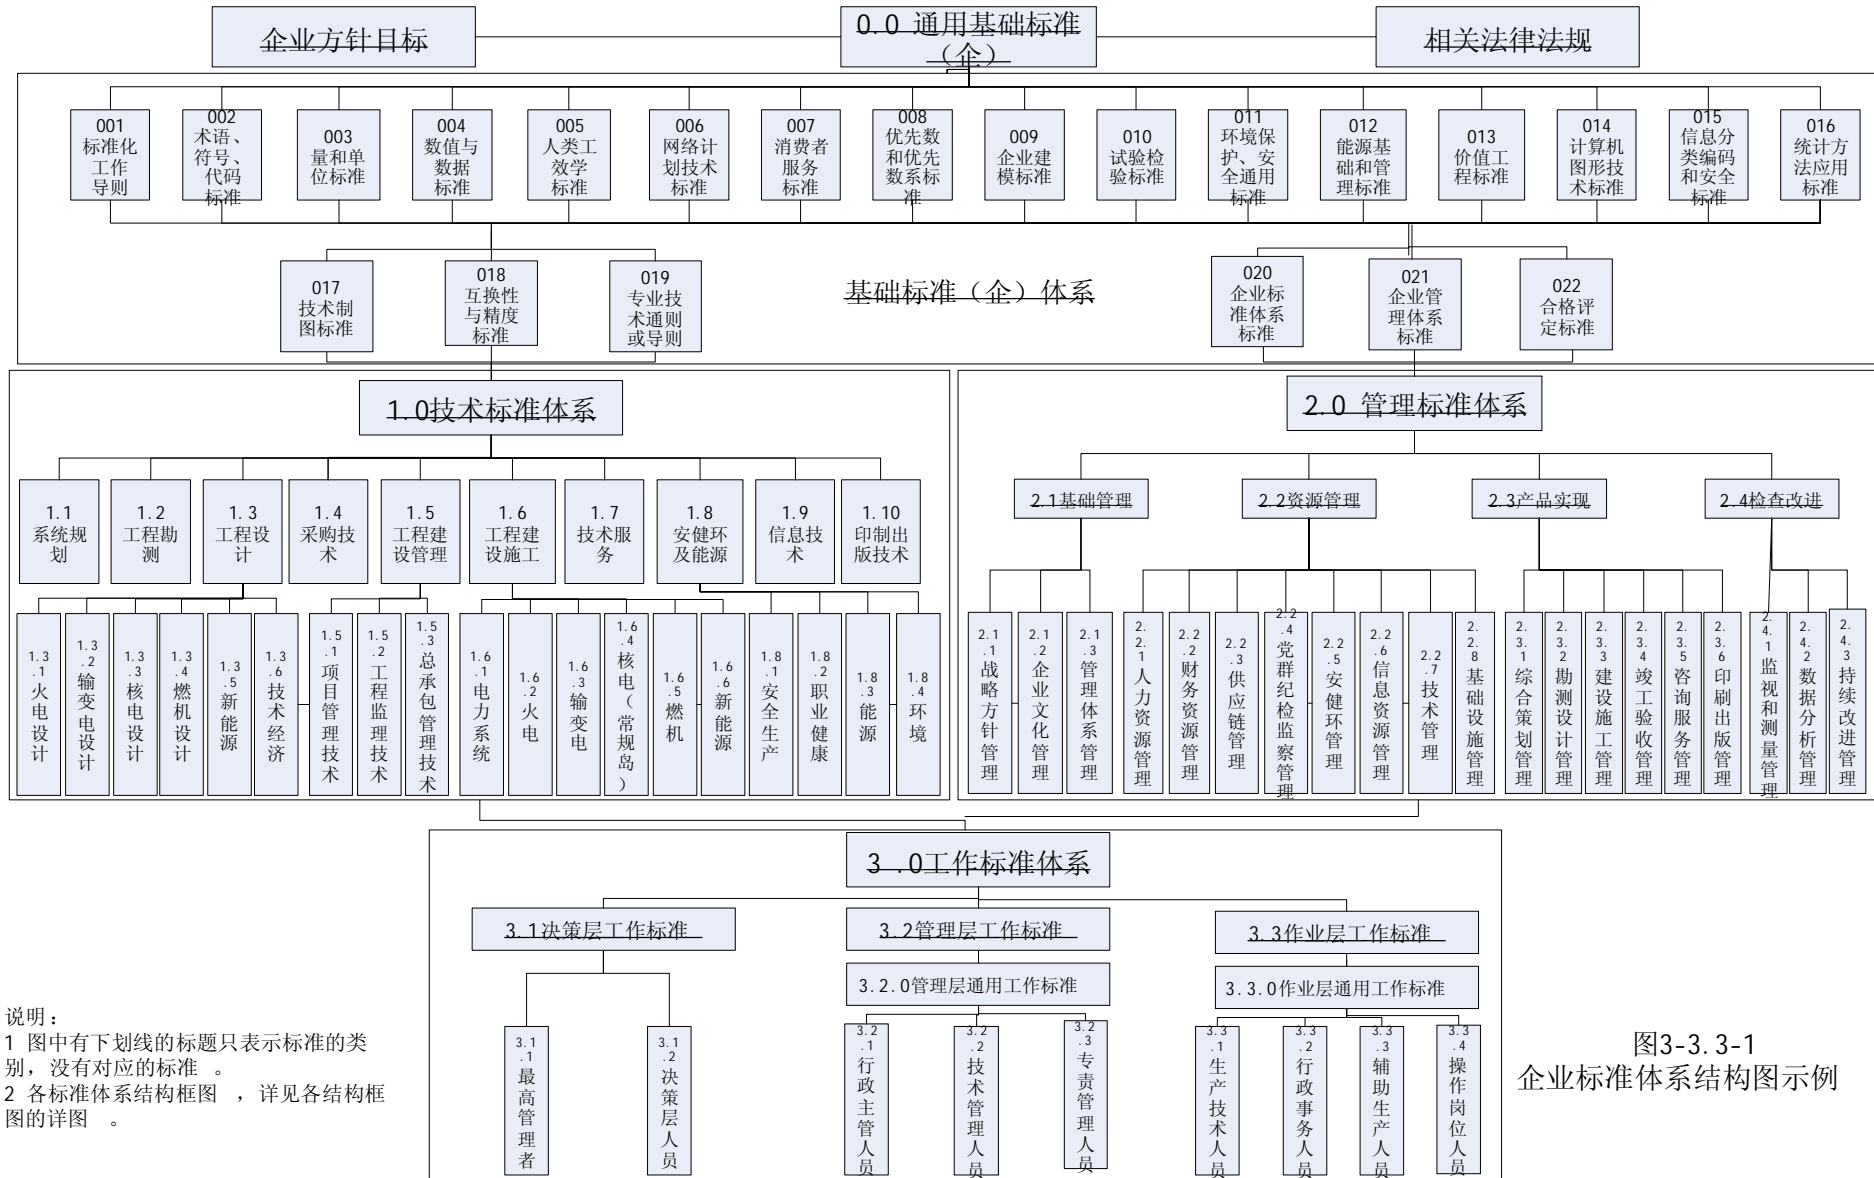 企业方针目标
0.0 通用基础标准
（企）
相关法律法规
001
标准化
工作
导则
002
术语、
符号、
代码
标准
003
量和单
位标准
004
数值与
数据
标准
005
人类工
效学
标准
006
网络计
划技术
标准
007
消费者
服务
标准
008
优先数
和优先
数系标
准
009
企业建
模标准
010
试验检
验标准
011
环境保
护、安
全通用
标准
012
能源基
础和管
理标准
013
价值工
程标准
014
计算机
图形技
术标准
015
信息分
类编码
和安全
标准
016
统计方
法应用
标准
017
技术制
图标准
018
互换性
与精度
标准
019
专业技
术通则
或导则
基础标准（企）体系
020
企业标
准体系
标准
021
企业管
理体系
标准
022
合格评
定标准
1.0技术标准体系
1.1
系统规
划
1.2
工程勘
测
1.3
工程设
计
1.4
采购技
术
1.5
工程建
设管理
1.6
工程建
设施工
1.7
技术服
务
1.8
安健环
及能源
1.9
信息技
术
1.10
印制出
版技术
1.3.1火电设计
1.3.2输变电设计
1.3.3核电设计
1.3.4燃机设计
1.3.5新能源
1.3.6技术经济
1.5.1项目管理技术
1.5.2工程监理技术
1.5.3总承包管理技术
1.6.1电力系统
1.6.2火电
1.6.3输变电
1.6.4核电（常规岛）
1.6.5燃机
1.6.6新能源
1.8.1安全生产
1.8.2职业健康
1.8.3能源
1.8.4环境
2.0 管理标准体系
2.1基础管理
2.2资源管理
2.3产品实现
2.4检查改进
2.1.1战略方针管理
2.1.2企业文化管理
2.1.3管理体系管理
2.2.1人力资源管理
2.2.2财务资源管理
2.2.3供应链管理
2.2.4党群纪检监察管理
2.2.5安健环管理
2.2.6信息资源管理
2.2.7技术管理
2.2.8基础设施管理
2.3.1综合策划管理
2.3.2勘测设计管理
2.3.3建设施工管理
2.3.4竣工验收管理
2.3.5咨询服务管理
2.3.6印刷出版管理
2.4.1监视和测量管理
2.4.2数据分析管理
2.4.3持续改进管理
3 .0工作标准体系
3.1决策层工作标准
3.2管理层工作标准
3.3作业层工作标准
3.2.0管理层通用工作标准
3.3.0作业层通用工作标准
3.1.1最高管理者
3.1.2决策层人员
3.2.1行政主管人员
3.2.2技术管理人员
3.2.3专责管理人员
3.3.1生产技术人员
3.3.2行政事务人员
3.3.3辅助生产人员
3.3.4操作岗位人员
说明：
1 图中有下划线的标题只表示标准的类
别，没有对应的标准 。
2 各标准体系结构框图 ，详见各结构框
图的详图 。
图3-3.3-1
企业标准体系结构图示例